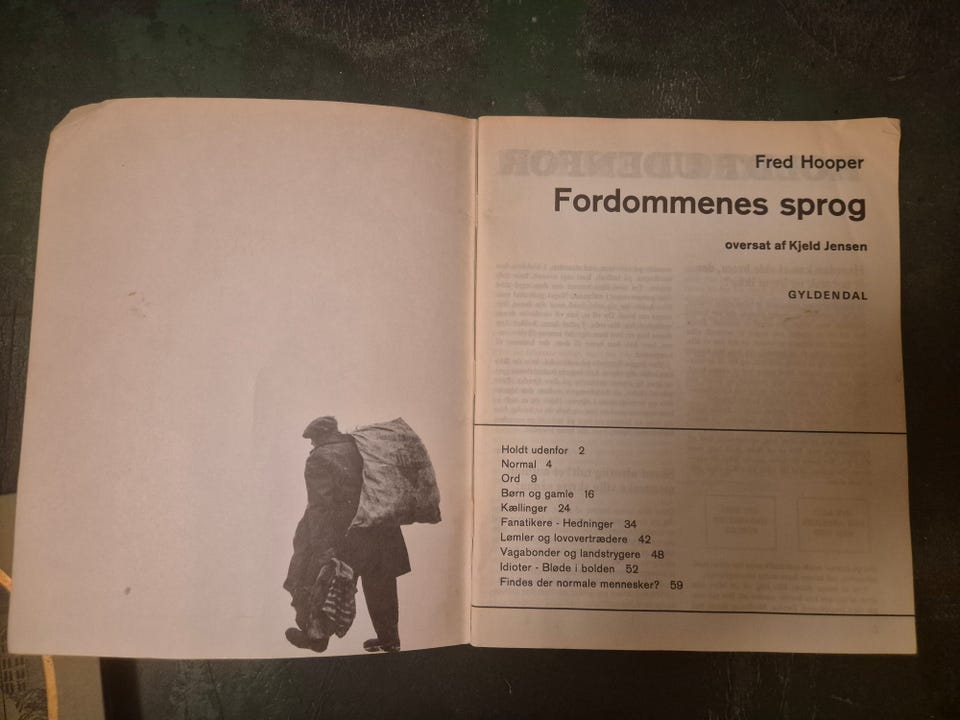 Fred Hooper
Fordommenes sprog
oversat af Kjeld Jensen
GYLDENDAL
Holdt udenfor 2
Normal 4
Ord 9
Børn og gamle 16
Kællinger 24
Fanatikere - Hedninger 34
Lømler og lovovertrædere 42
Vagabonder og landstrygere 48
Idioter - Bløde i bolden 52
Findes der normale mennesker? 59